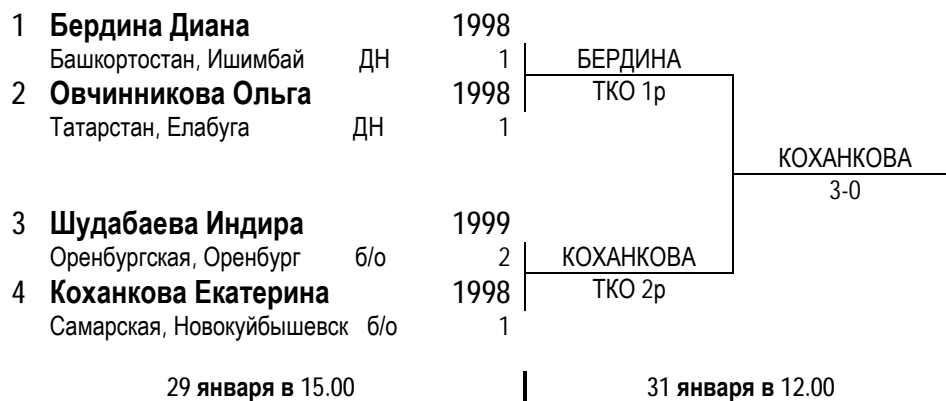 1 Бердина Диана 1998
Башкортостан, Ишимбай ДН 1 БЕРДИНА
2 Овчинникова Ольга 1998 ТКО 1р
Татарстан, Елабуга ДН 1
КОХАНКОВА
3-0
3 Шудабаева Индира 1999
Оренбургская, Оренбург б/о 2 КОХАНКОВА
4 Коханкова Екатерина 1998 ТКО 2р
Самарская, Новокуйбышевск б/о 1
29 января в 15.00 31 января в 12.00